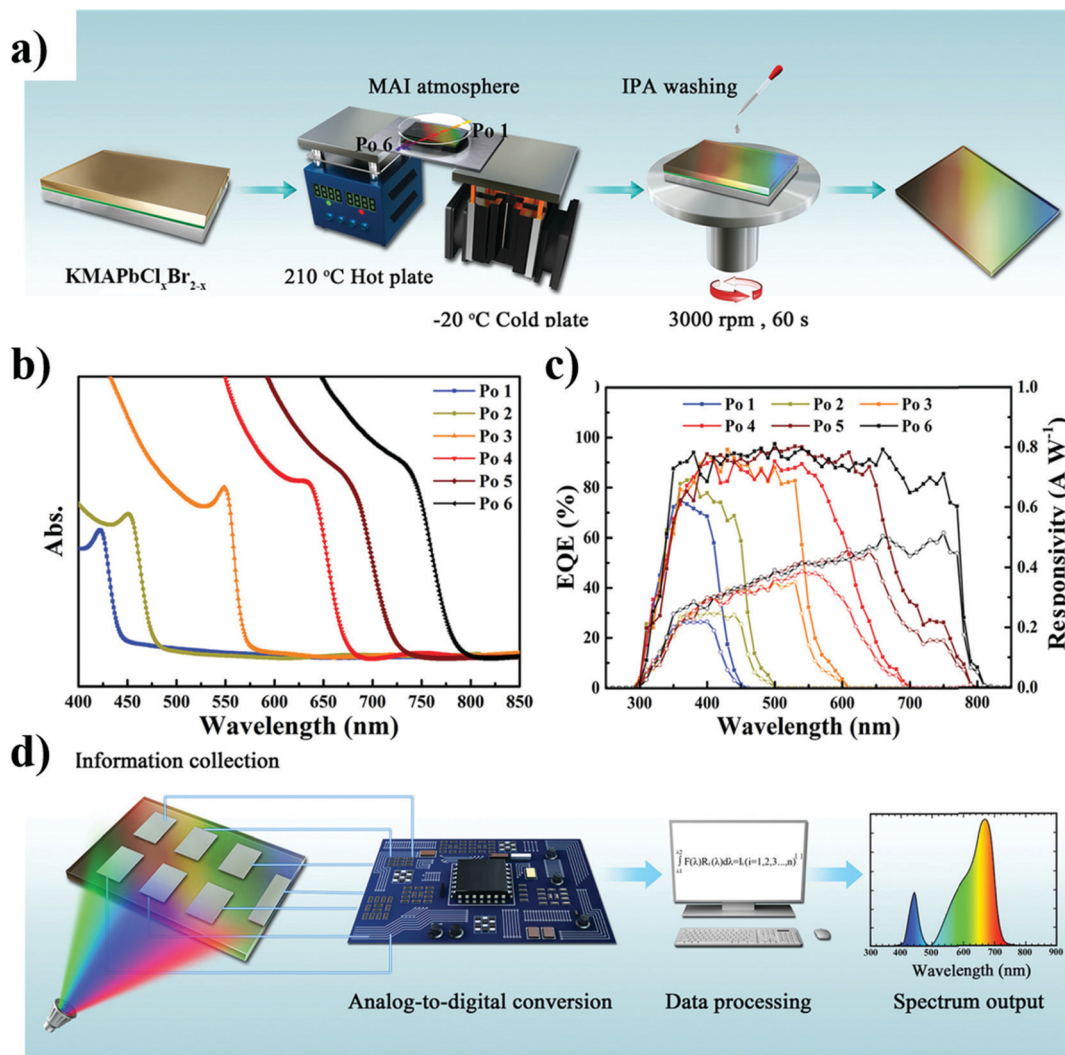 a)
MAI atmosphere
IPA washing
Po 6
Po 1
KMAPbClₓBr₂₋ₓ
210 °C Hot plate
-20 °C Cold plate
3000 rpm , 60 s
b)
Abs.
Po 1
Po 2
Po 3
Po 4
Po 5
Po 6
400 450 500 550 600 650 700 750 800 850
Wavelength (nm)
c)
EQE (%)
100
80
60
40
20
0
Po 1 Po 2 Po 3
Po 4 Po 5 Po 6
1.0
0.8
0.6
0.4
0.2
0.0
Responsivity (A W⁻¹)
300 400 500 600 700 800
Wavelength (nm)
d)
Information collection
Analog-to-digital conversion
Data processing
300 400 500 600 700 800 900
Wavelength (nm)
Spectrum output